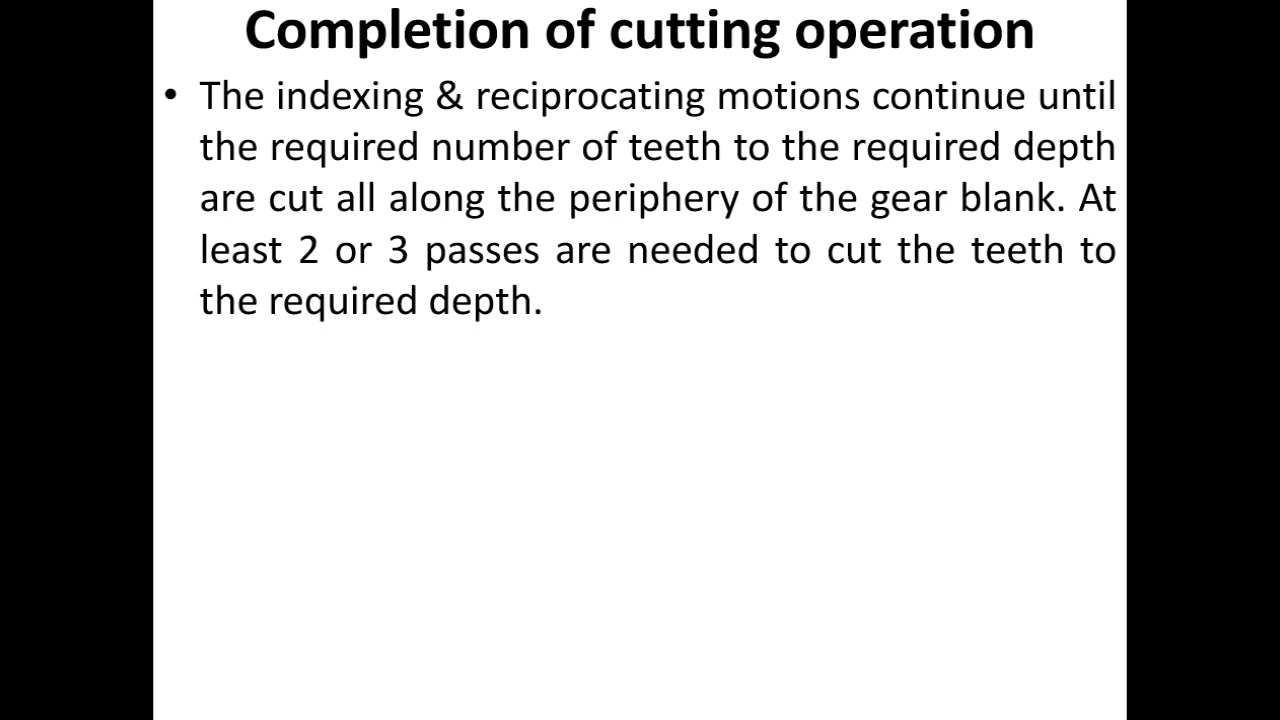 Completion of cutting operation
• The indexing & reciprocating motions continue until
the required number of teeth to the required depth
are cut all along the periphery of the gear blank. At
least 2 or 3 passes are needed to cut the teeth to
the required depth.